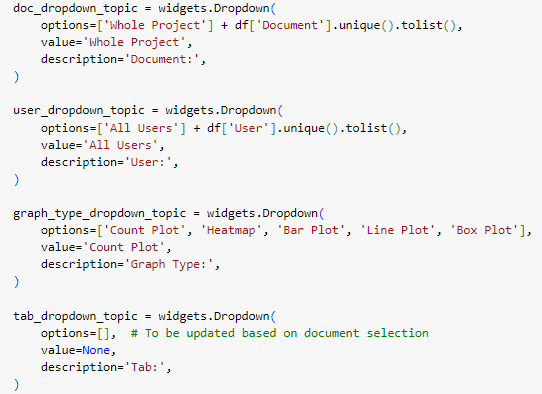 doc_dropdown_topic = widgets.Dropdown(
    options=['Whole Project'] + df['Document'].unique().tolist(),
    value='Whole Project',
    description='Document:',
)
user_dropdown_topic = widgets.Dropdown(
    options=['All Users'] + df['User'].unique().tolist(),
    value='All Users',
    description='User:',
)
graph_type_dropdown_topic = widgets.Dropdown(
    options=['Count Plot', 'Heatmap', 'Bar Plot', 'Line Plot', 'Box Plot'],
    value='Count Plot',
    description='Graph Type:',
)
tab_dropdown_topic = widgets.Dropdown(
    options=[],  # To be updated based on document selection
    value=None,
    description='Tab:',
)